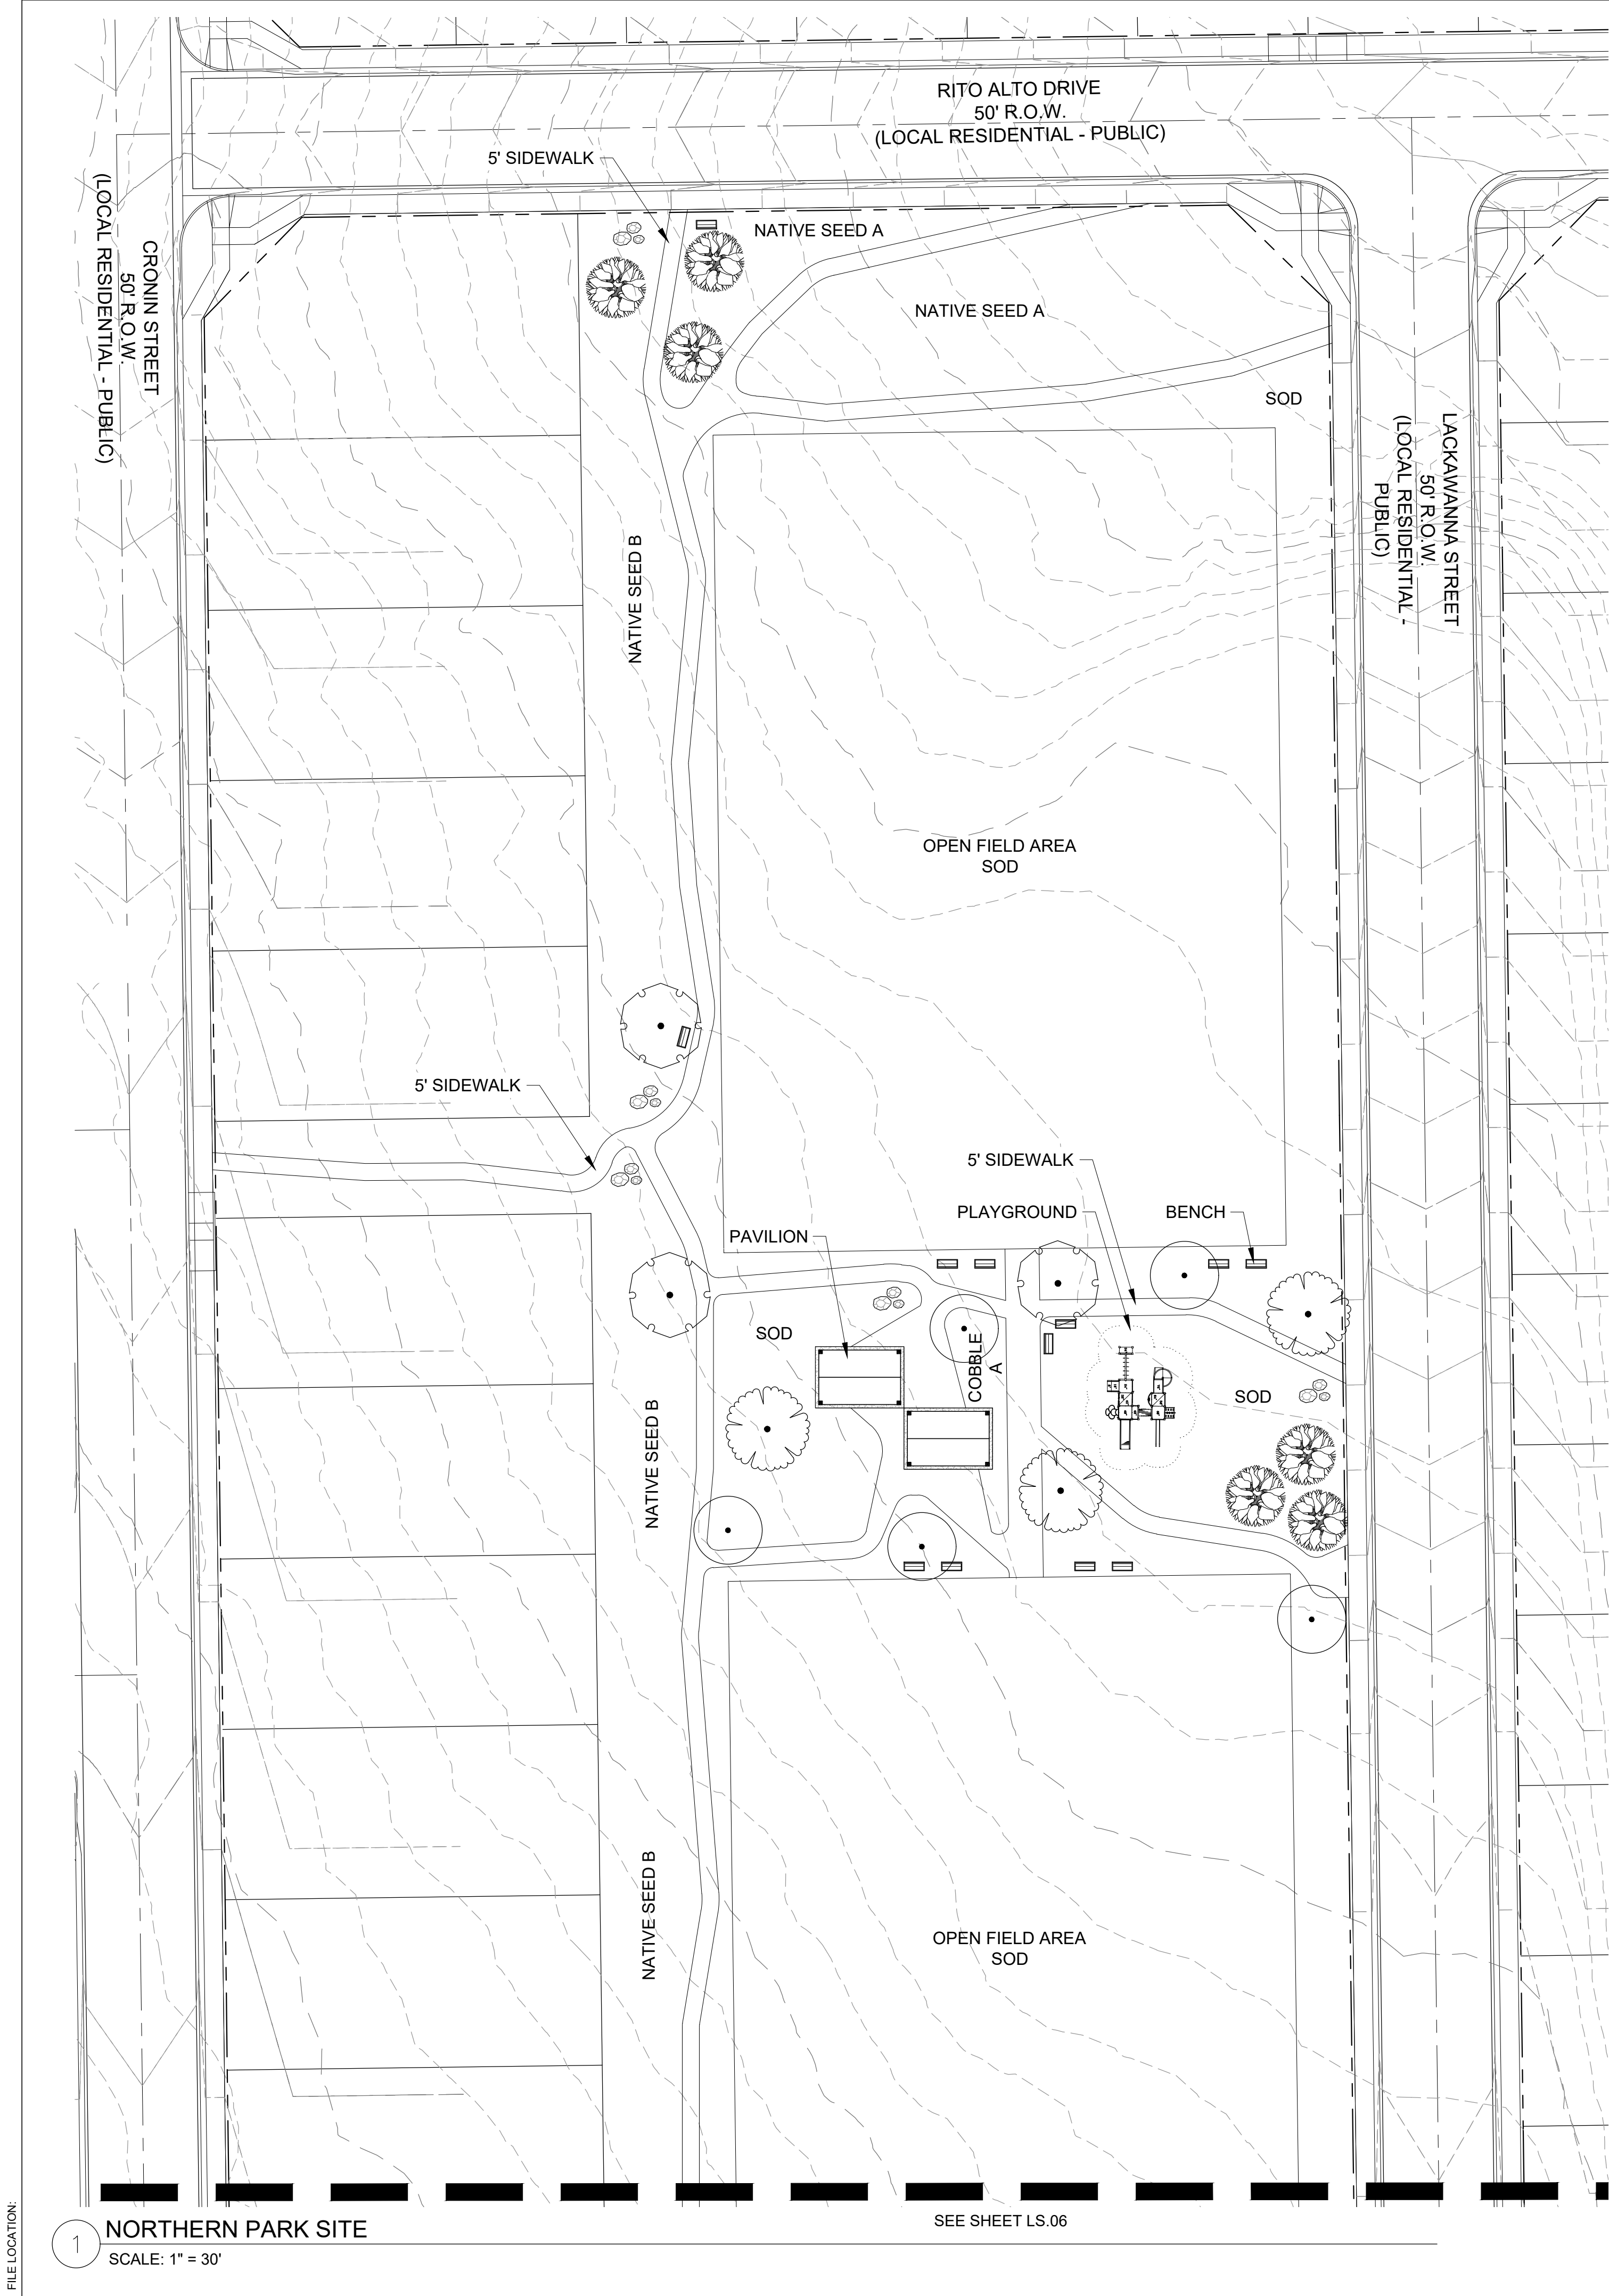 RITO ALTO DRIVE
50' R.O.W.
(LOCAL RESIDENTIAL - PUBLIC)
5' SIDEWALK
NATIVE SEED A
CRONIN STREET
50' R.O.W.
(LOCAL RESIDENTIAL - PUBLIC)
NATIVE SEED A
SOD
LACKAWANNA STREET
50' R.O.W.
(LOCAL RESIDENTIAL -
PUBLIC)
NATIVE SEED B
OPEN FIELD AREA
SOD
5' SIDEWALK
5' SIDEWALK
PLAYGROUND
BENCH
PAVILION
SOD
COBBLE
A
SOD
NATIVE SEED B
NATIVE SEED B
OPEN FIELD AREA
SOD
SEE SHEET LS.06
1
NORTHERN PARK SITE
SCALE: 1" = 30'
FILE LOCATION: